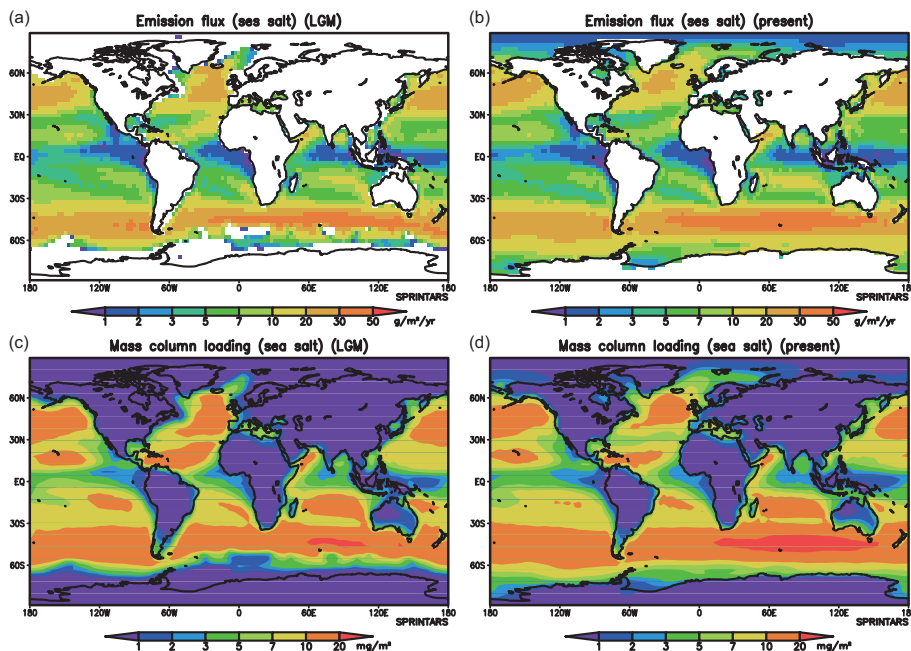 (a) Emission flux (ses salt) (LGM)
60N
30N
EQ
30S
60S
180 120W 60W 0 60E 120E 180
SPRINTARS
1 2 3 5 7 10 20 30 50 g/m²/yr
(b) Emission flux (ses salt) (present)
60N
30N
EQ
30S
60S
180 120W 60W 0 60E 120E 180
SPRINTARS
1 2 3 5 7 10 20 30 50 g/m²/yr
(c) Mass column loading (sea salt) (LGM)
60N
30N
EQ
30S
60S
180 120W 60W 0 60E 120E 180
SPRINTARS
1 2 3 5 7 10 20 mg/m²
(d) Mass column loading (sea salt) (present)
60N
30N
EQ
30S
60S
180 120W 60W 0 60E 120E 180
SPRINTARS
1 2 3 5 7 10 20 mg/m²